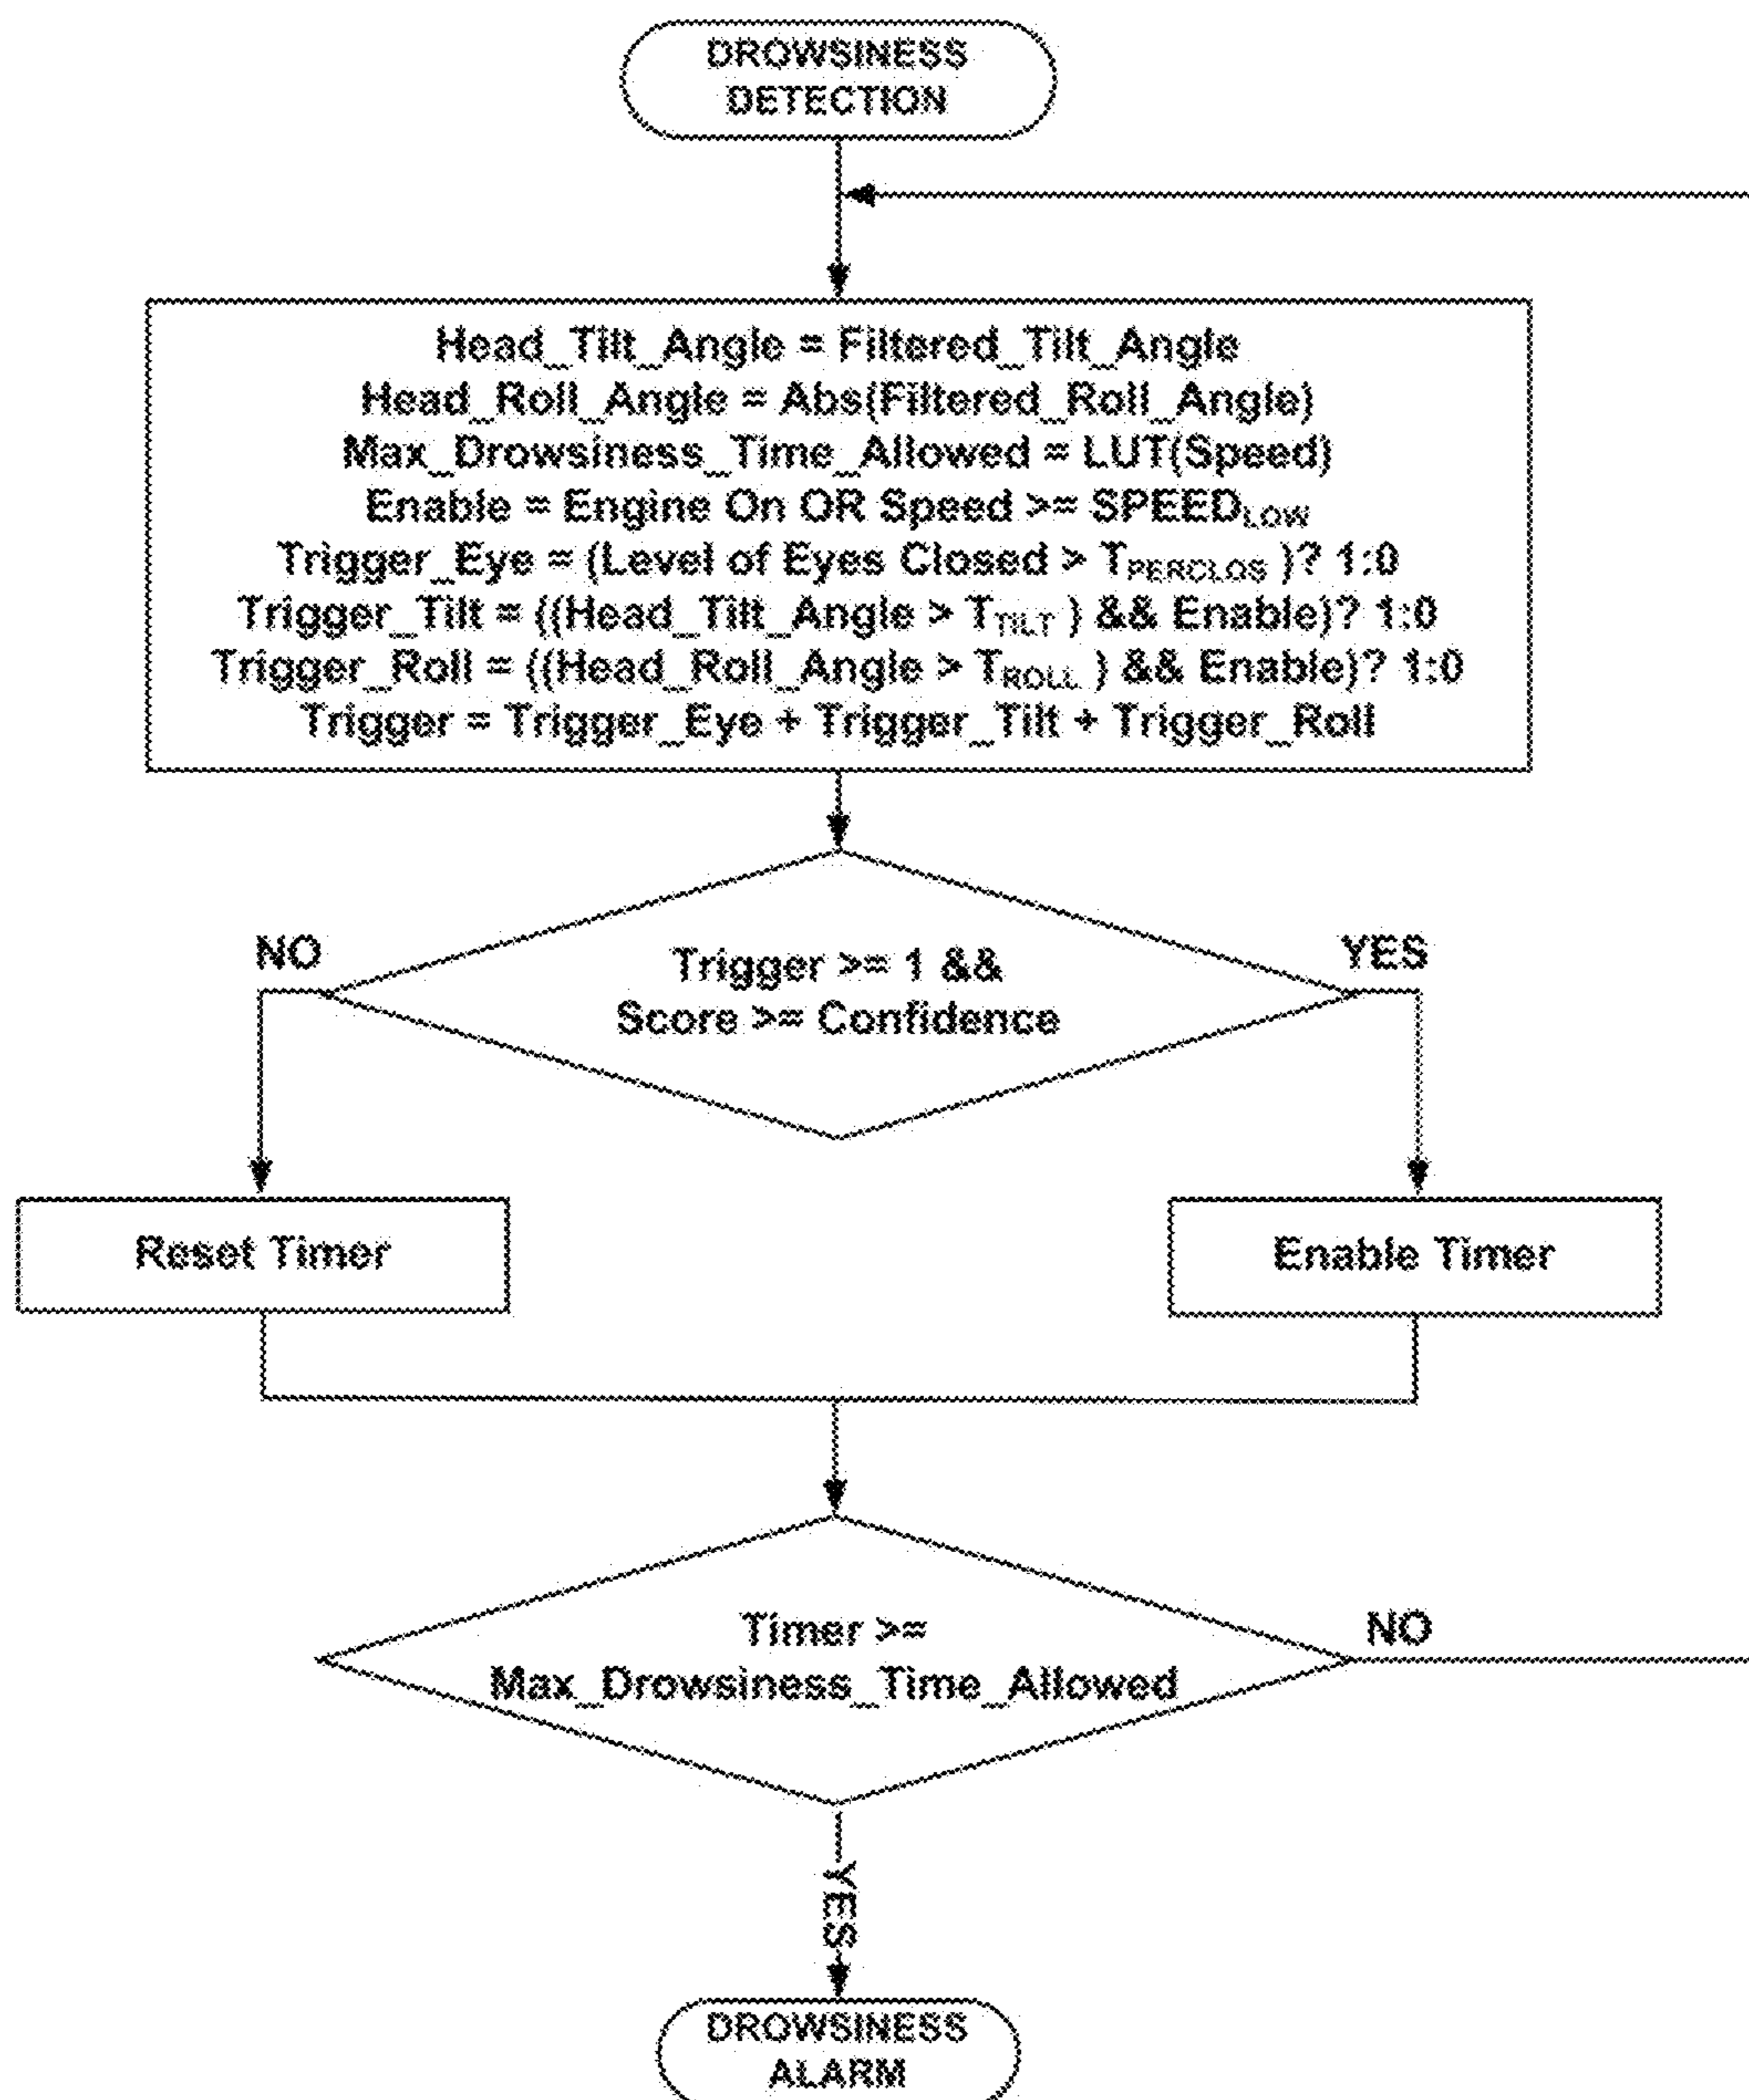 DROWSINESS
DETECTION
Head_Tilt_Angle = Filtered_Tilt_Angle
Head_Roll_Angle = Abs(Filtered_Roll_Angle)
Max_Drowsiness_Time_Allowed = LUT(Speed)
Enable = Engine On OR Speed >= SPEEDLOW
Trigger_Eye = (Level of Eyes Closed > TPERCLOS )? 1:0
Trigger_Tilt = ((Head_Tilt_Angle > TTILT ) && Enable)? 1:0
Trigger_Roll = ((Head_Roll_Angle > TROLL ) && Enable)? 1:0
Trigger = Trigger_Eye + Trigger_Tilt + Trigger_Roll
NO
YES
Trigger >= 1 &&
Score >= Confidence
Reset Timer
Enable Timer
Timer >=
NO
Max_Drowsiness_Time_Allowed
YES
DROWSINESS
ALARM